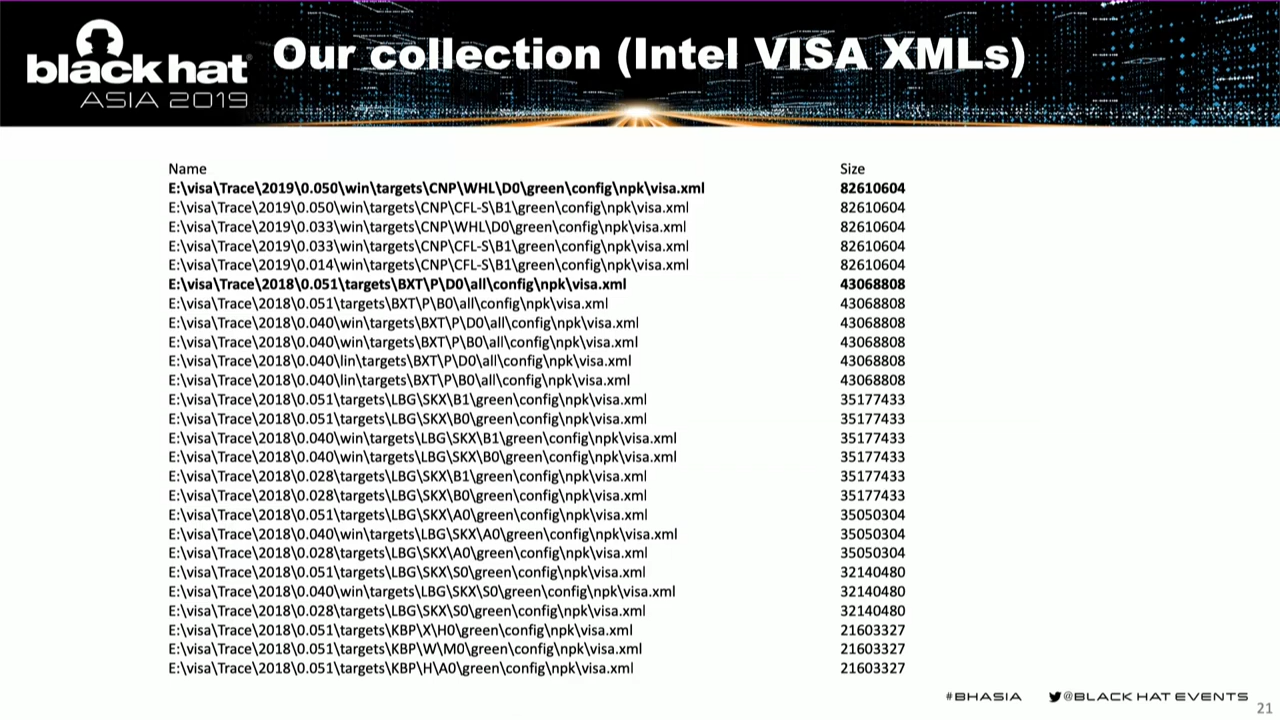 black hat®
ASIA 2019
Our collection (Intel VISA XMLs)
Name Size
E:\visa\Trace\2019\0.050\win\targets\CNP\WHL\D0\green\config\npk\visa.xml 82610604
E:\visa\Trace\2019\0.050\win\targets\CNP\CFL-S\B1\green\config\npk\visa.xml 82610604
E:\visa\Trace\2019\0.033\win\targets\CNP\WHL\D0\green\config\npk\visa.xml 82610604
E:\visa\Trace\2019\0.033\win\targets\CNP\CFL-S\B1\green\config\npk\visa.xml 82610604
E:\visa\Trace\2019\0.014\win\targets\CNP\CFL-S\B1\green\config\npk\visa.xml 82610604
E:\visa\Trace\2018\0.051\targets\BXT\P\D0\all\config\npk\visa.xml 43068808
E:\visa\Trace\2018\0.051\targets\BXT\P\B0\all\config\npk\visa.xml 43068808
E:\visa\Trace\2018\0.040\win\targets\BXT\P\D0\all\config\npk\visa.xml 43068808
E:\visa\Trace\2018\0.040\win\targets\BXT\P\B0\all\config\npk\visa.xml 43068808
E:\visa\Trace\2018\0.040\lin\targets\BXT\P\D0\all\config\npk\visa.xml 43068808
E:\visa\Trace\2018\0.040\lin\targets\BXT\P\B0\all\config\npk\visa.xml 43068808
E:\visa\Trace\2018\0.051\targets\LBG\SKX\B1\green\config\npk\visa.xml 35177433
E:\visa\Trace\2018\0.051\targets\LBG\SKX\B0\green\config\npk\visa.xml 35177433
E:\visa\Trace\2018\0.040\win\targets\LBG\SKX\B1\green\config\npk\visa.xml 35177433
E:\visa\Trace\2018\0.040\win\targets\LBG\SKX\B0\green\config\npk\visa.xml 35177433
E:\visa\Trace\2018\0.028\targets\LBG\SKX\B1\green\config\npk\visa.xml 35177433
E:\visa\Trace\2018\0.028\targets\LBG\SKX\B0\green\config\npk\visa.xml 35177433
E:\visa\Trace\2018\0.051\targets\LBG\SKX\A0\green\config\npk\visa.xml 35050304
E:\visa\Trace\2018\0.040\win\targets\LBG\SKX\A0\green\config\npk\visa.xml 35050304
E:\visa\Trace\2018\0.028\targets\LBG\SKX\A0\green\config\npk\visa.xml 35050304
E:\visa\Trace\2018\0.051\targets\LBG\SKX\S0\green\config\npk\visa.xml 32140480
E:\visa\Trace\2018\0.040\win\targets\LBG\SKX\S0\green\config\npk\visa.xml 32140480
E:\visa\Trace\2018\0.028\targets\LBG\SKX\S0\green\config\npk\visa.xml 32140480
E:\visa\Trace\2018\0.051\targets\KBP\X\H0\green\config\npk\visa.xml 21603327
E:\visa\Trace\2018\0.051\targets\KBP\W\M0\green\config\npk\visa.xml 21603327
E:\visa\Trace\2018\0.051\targets\KBP\H\A0\green\config\npk\visa.xml 21603327
#BHASIA @BLACK HAT EVENTS
21